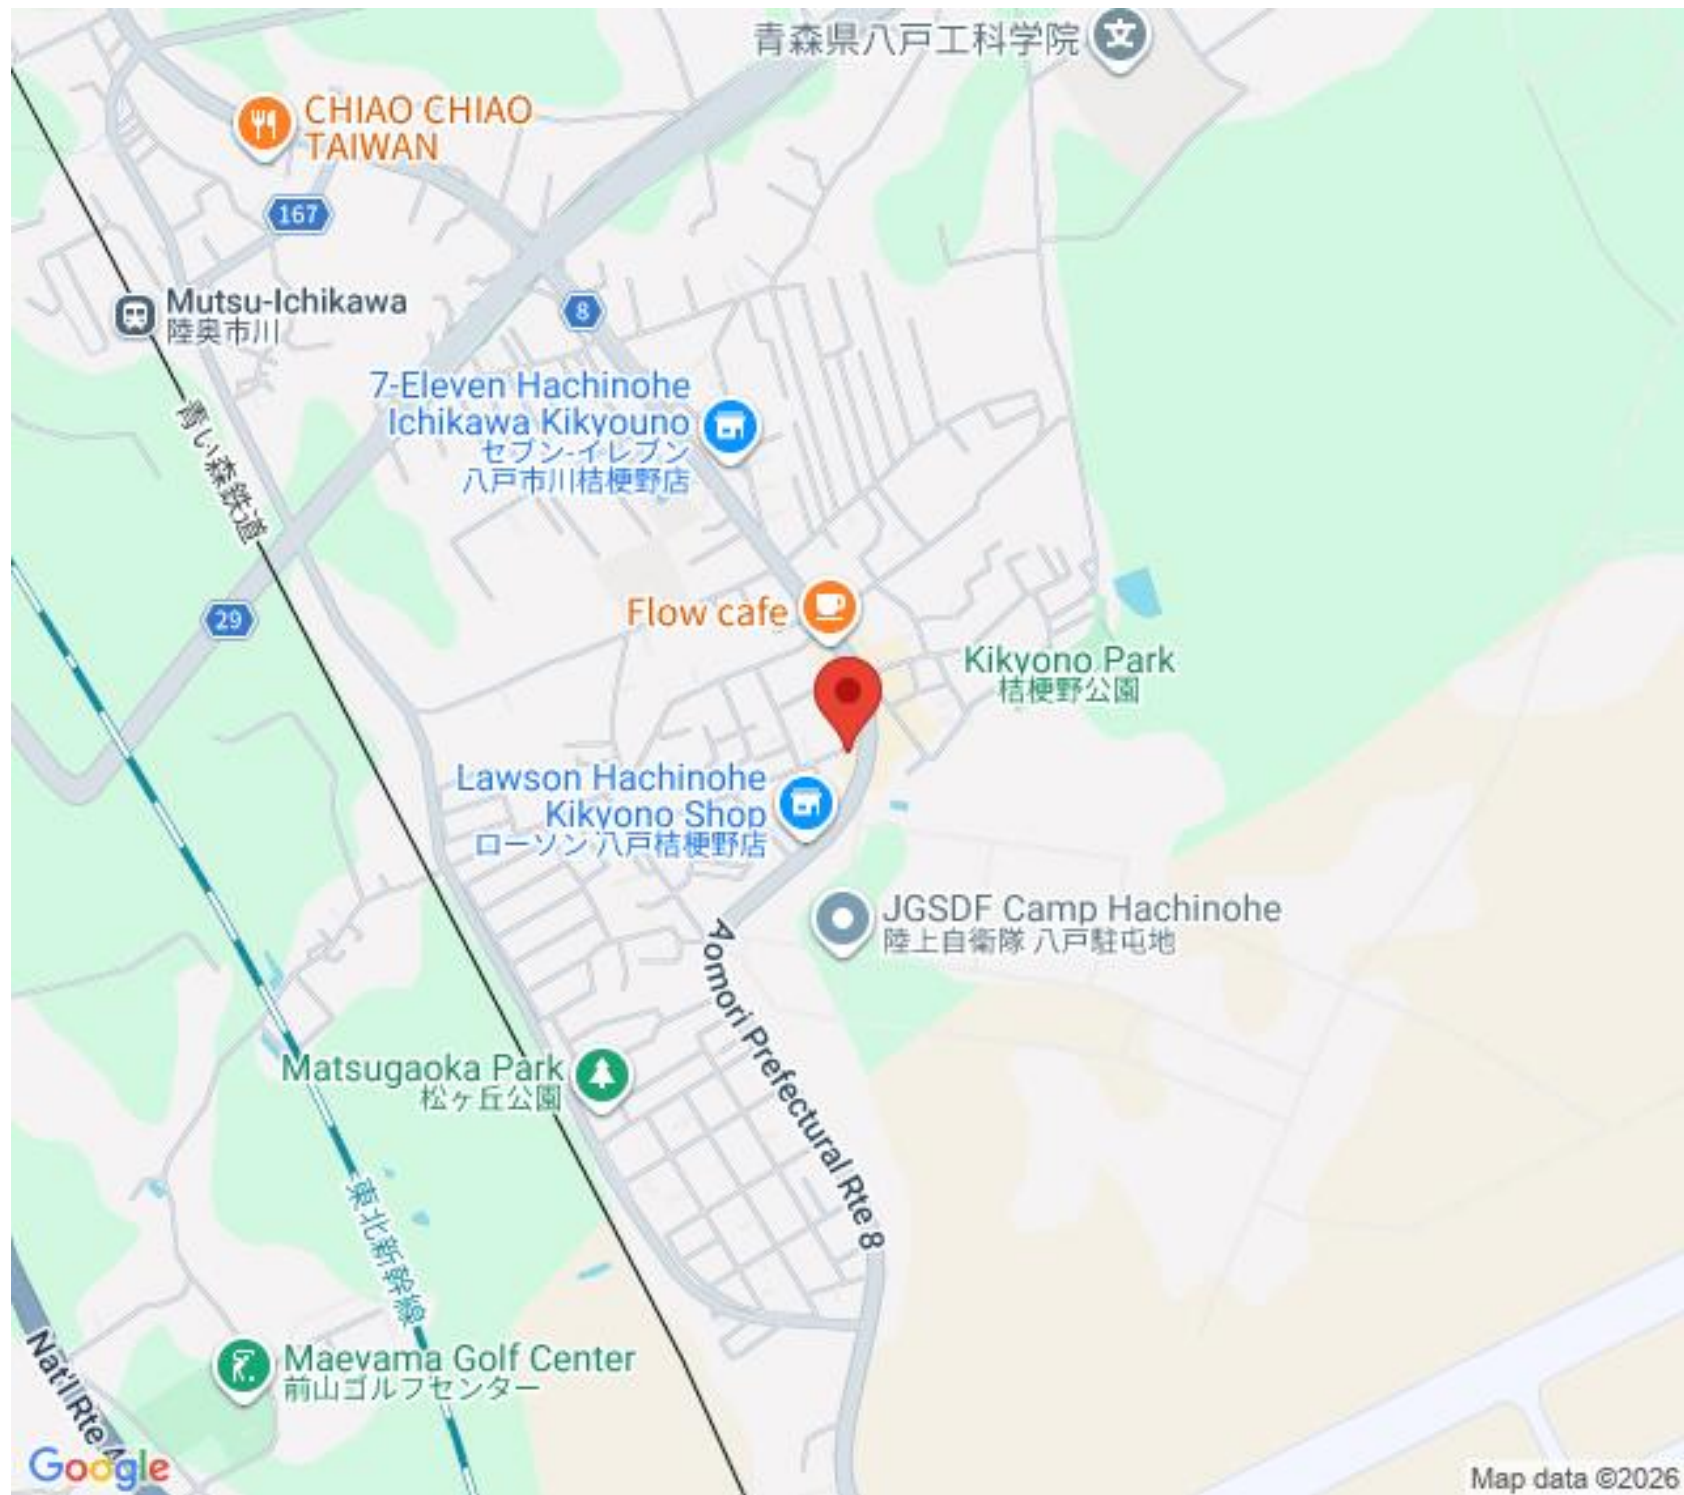 青森県八戸工科学院
CHIAO CHIAO
TAIWAN
167
Mutsu-Ichikawa
陸奥市川
8
7-Eleven Hachinohe
Ichikawa Kikyouno
セブン-イレブン
八戸市川桔梗野店
青い森鉄道
29
Flow cafe
Kikyono Park
桔梗野公園
Lawson Hachinohe
Kikyono Shop
ローソン 八戸桔梗野店
JGSDF Camp Hachinohe
陸上自衛隊 八戸駐屯地
Aomori Prefectural Rte 8
Matsugaoka Park
松ヶ丘公園
東北新幹線
Maeyama Golf Center
前山ゴルフセンター
Nat'l Rte 4
Google
Map data ©2026